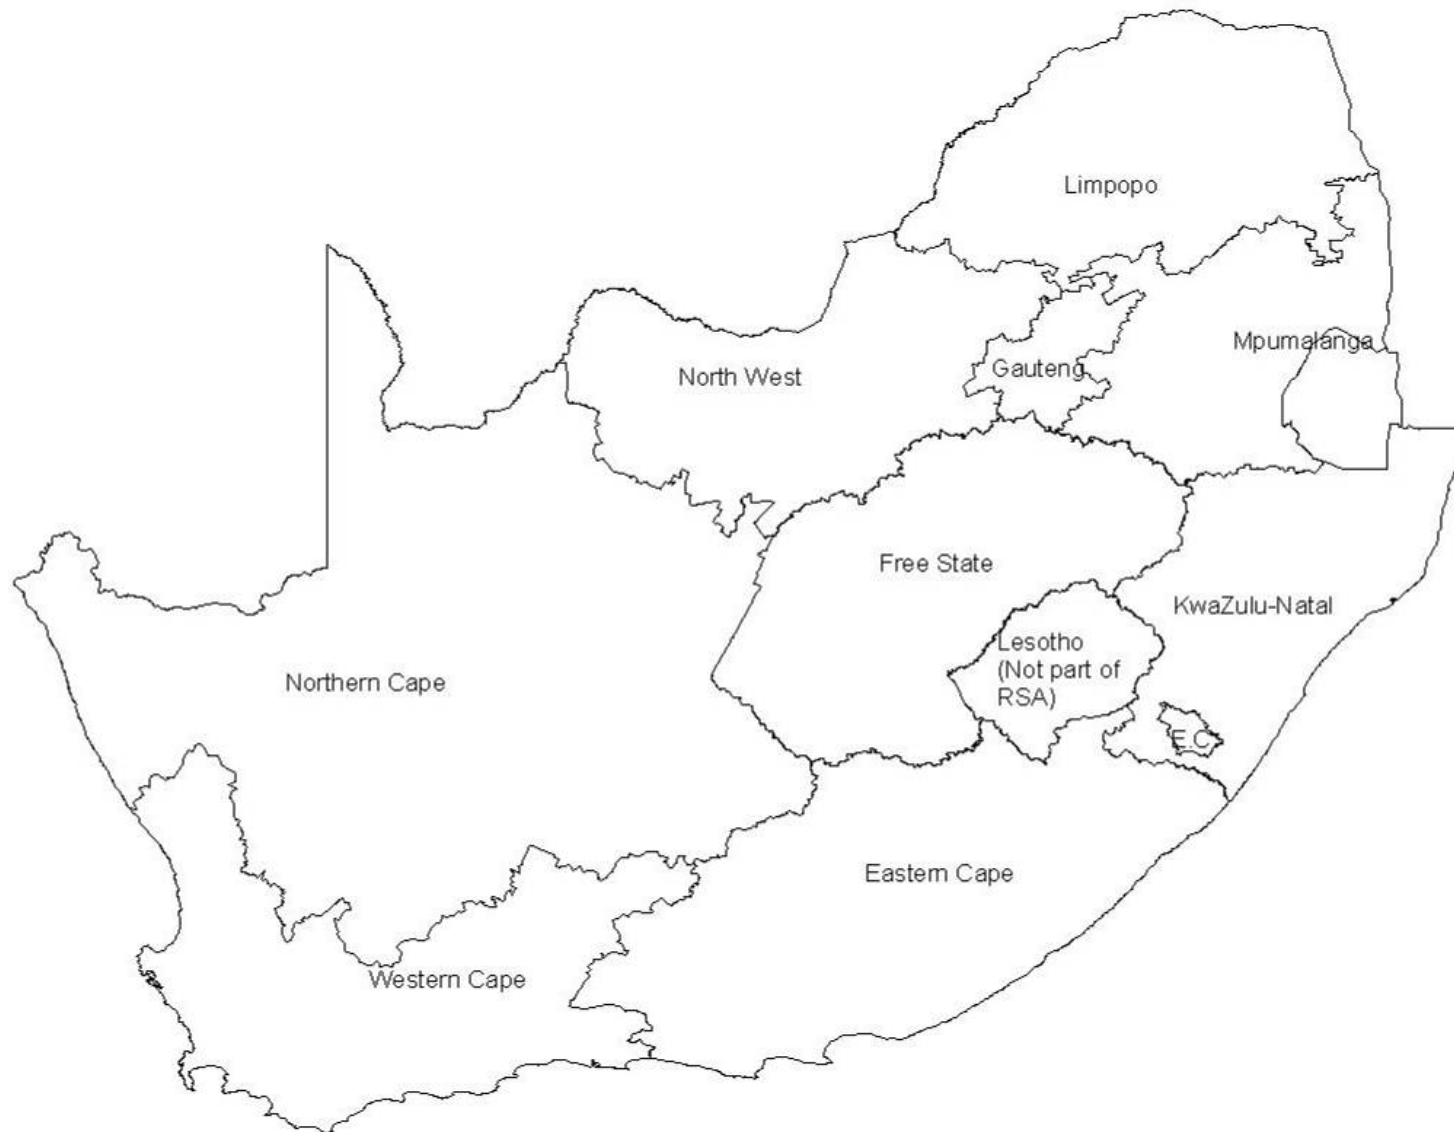 Limpopo
Mpumalanga
Gauteng
North West
Free State
KwaZulu-Natal
Lesotho
(Not part of
RSA)
Northern Cape
E.C
Eastern Cape
Western Cape